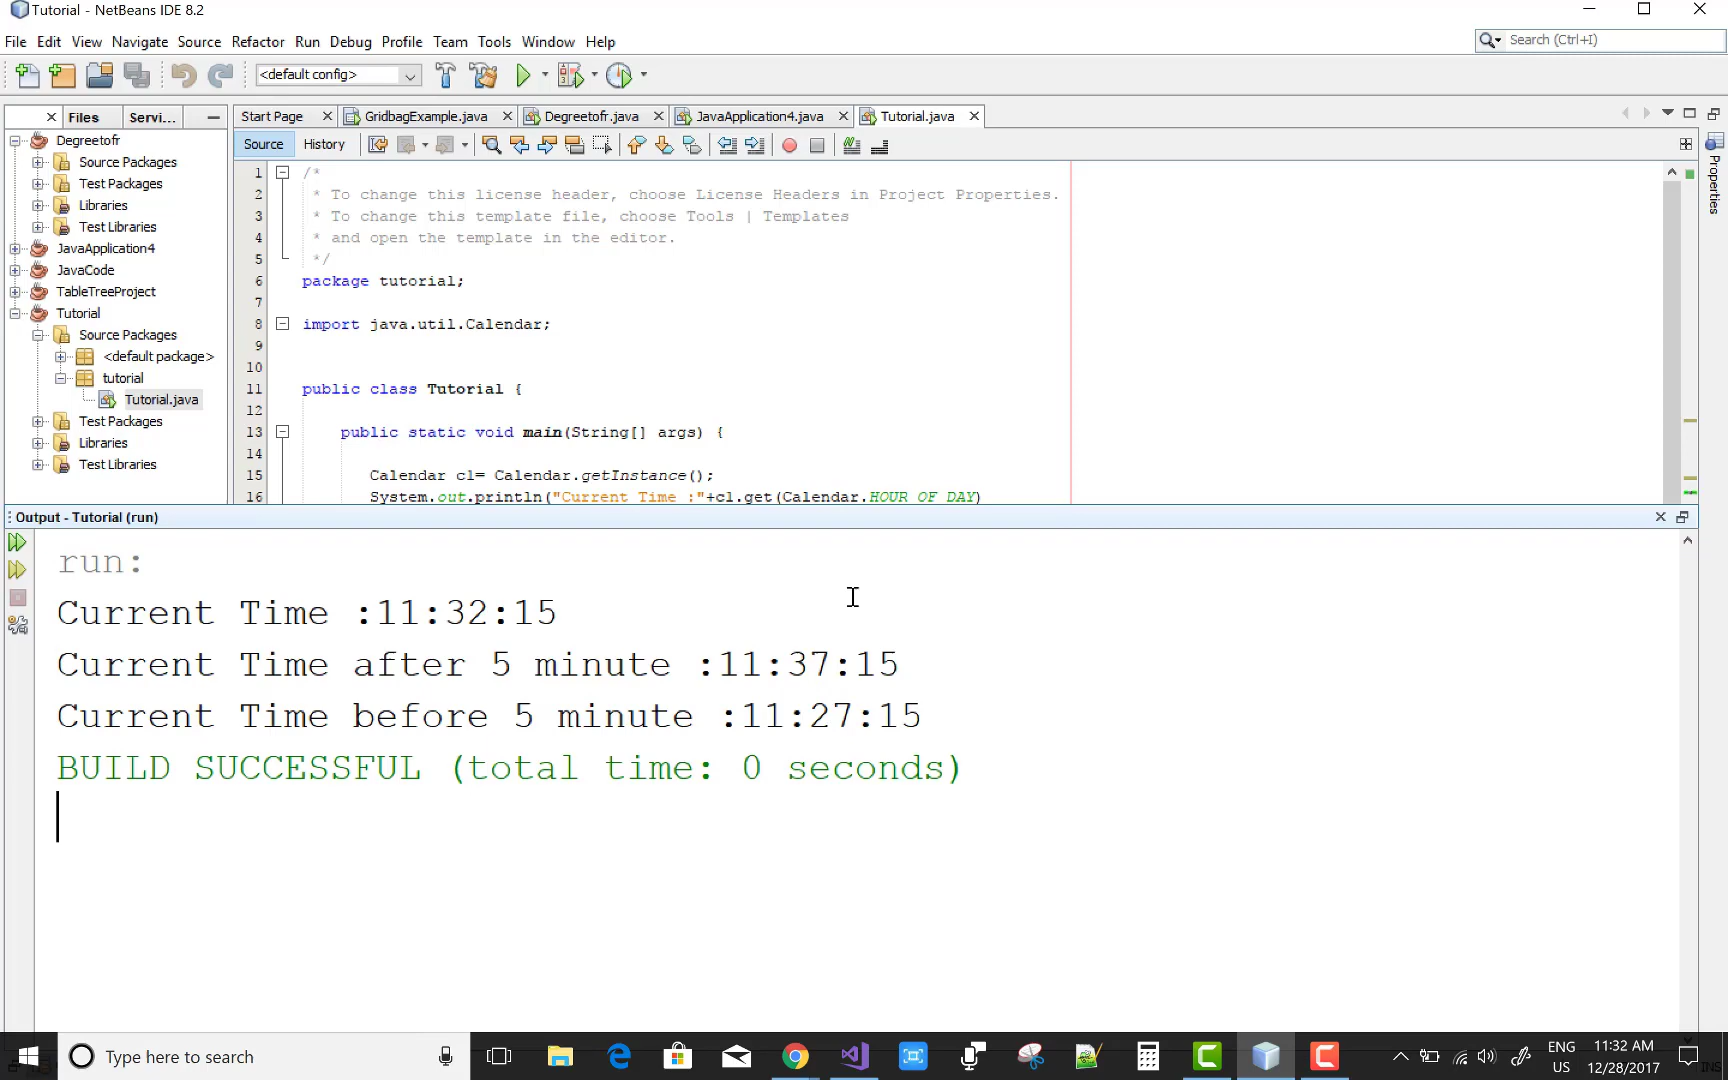 Tutorial - NetBeans IDE 8.2
File Edit View Navigate Source Refactor Run Debug Profile Team Tools Window Help
Search (Ctrl+I)
<default config>
Files Servi...
Start Page GridbagExample.java Degreetofr.java JavaApplication4.java Tutorial.java
Source History
Properties
Degreetofr
Source Packages
Test Packages
Libraries
Test Libraries
JavaApplication4
JavaCode
TableTreeProject
Tutorial
Source Packages
<default package>
tutorial
Tutorial.java
Test Packages
Libraries
Test Libraries
1 /*
2 * To change this license header, choose License Headers in Project Properties.
3 * To change this template file, choose Tools | Templates
4 * and open the template in the editor.
5 */
6 package tutorial;
7
8 import java.util.Calendar;
9
10
11 public class Tutorial {
12
13 public static void main(String[] args) {
14
15 Calendar cl= Calendar.getInstance();
16 System.out.println("Current Time :"+cl.get(Calendar.HOUR_OF_DAY)
Output - Tutorial (run)
run:
Current Time :11:32:15
Current Time after 5 minute :11:37:15
Current Time before 5 minute :11:27:15
BUILD SUCCESSFUL (total time: 0 seconds)
Type here to search
ENG
US
11:32 AM
12/28/2017
INS